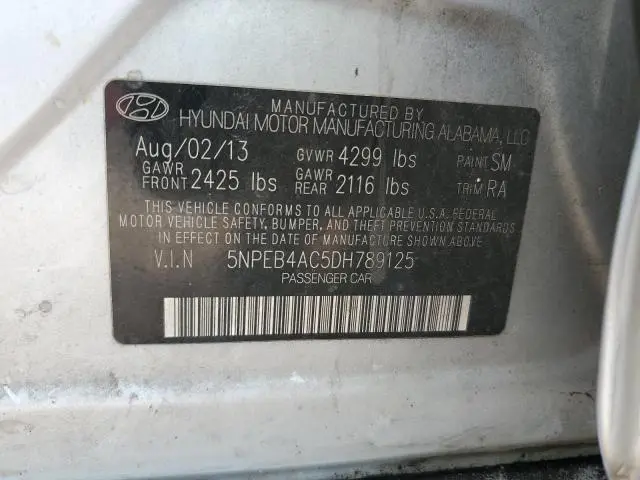 MANUFACTURED BY
HYUNDAI MOTOR MANUFACTURING ALABAMA, LLC
Aug/02/13 GVWR 4299 lbs PAINT SM
GAWR FRONT 2425 lbs GAWR REAR 2116 lbs TRIM RA
THIS VEHICLE CONFORMS TO ALL APPLICABLE U.S.A. FEDERAL
MOTOR VEHICLE SAFETY, BUMPER, AND THEFT PREVENTION STANDARDS
IN EFFECT ON THE DATE OF MANUFACTURE SHOWN ABOVE.
V.I.N 5NPEB4AC5DH789125
PASSENGER CAR